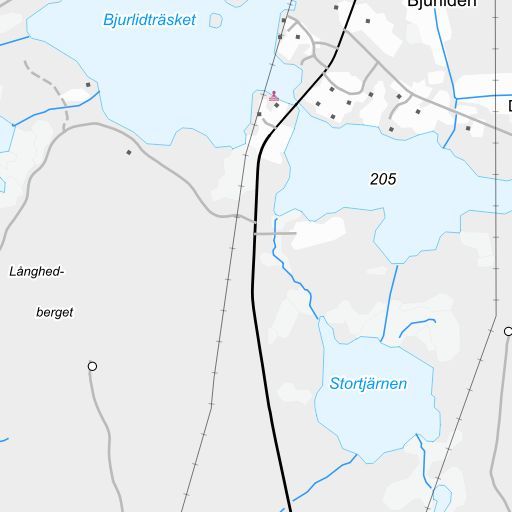 Bjurliden
Bjurlidträsket
D
205
Långhed-
berget
Stortjärnen